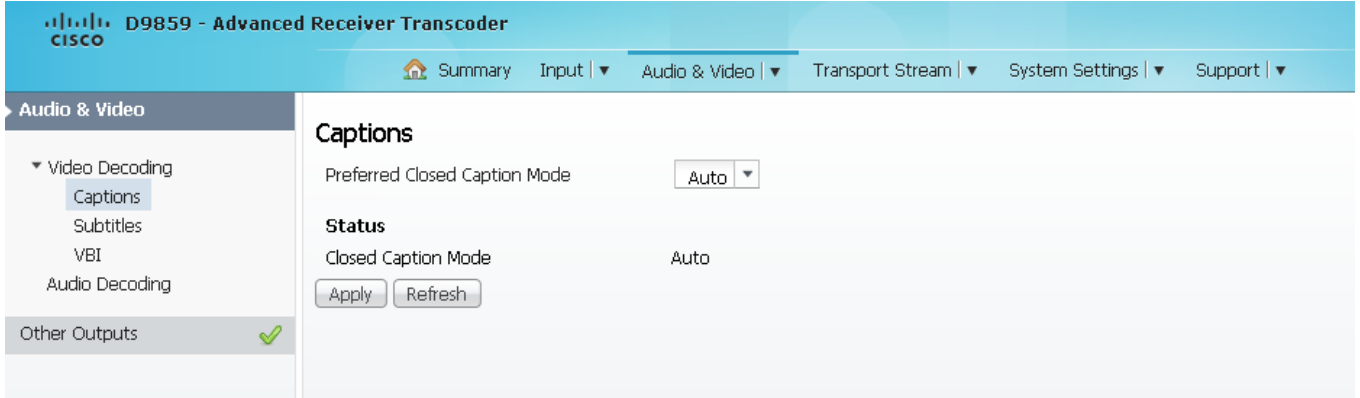 CISCO D9859 - Advanced Receiver Transcoder
Summary Input Audio & Video Transport Stream System Settings Support
Audio & Video
Video Decoding
Captions
Subtitles
VBI
Audio Decoding
Other Outputs
Captions
Preferred Closed Caption Mode Auto
Status
Closed Caption Mode Auto
Apply Refresh